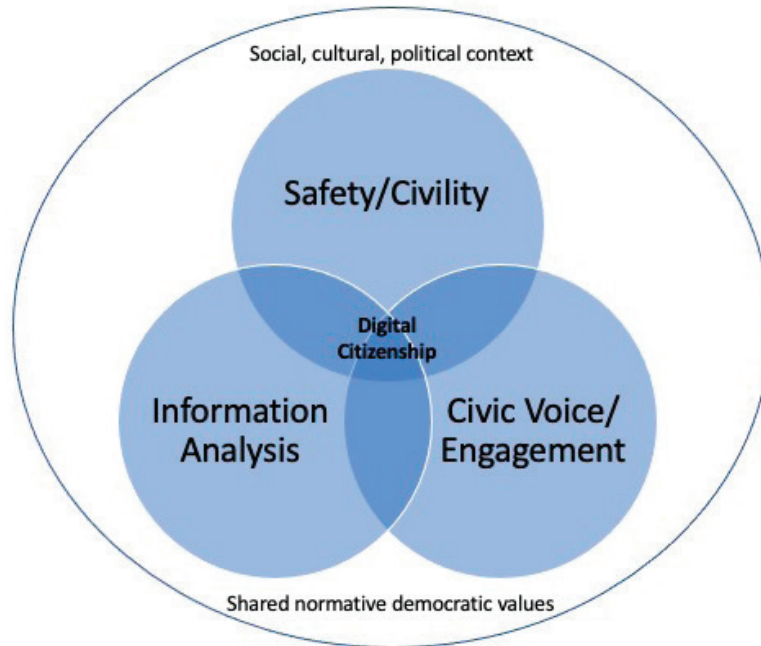 Social, cultural, political context
Safety/Civility
Digital
Citizenship
Information
Analysis
Civic Voice/
Engagement
Shared normative democratic values